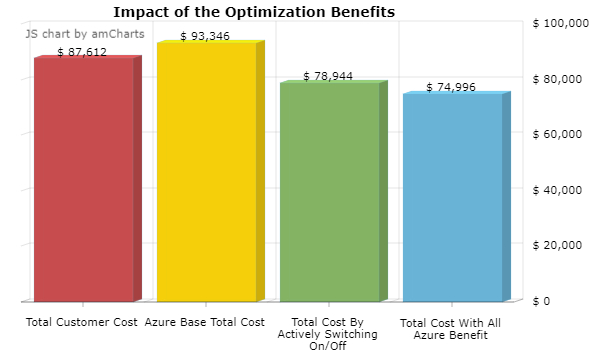 Impact of the Optimization Benefits
JS chart by amCharts
$ 87,612
$ 93,346
$ 78,944
$ 74,996
$ 100,000
$ 80,000
$ 60,000
$ 40,000
$ 20,000
$ 0
Total Customer Cost
Azure Base Total Cost
Total Cost By
Actively Switching
On/Off
Total Cost With All
Azure Benefit